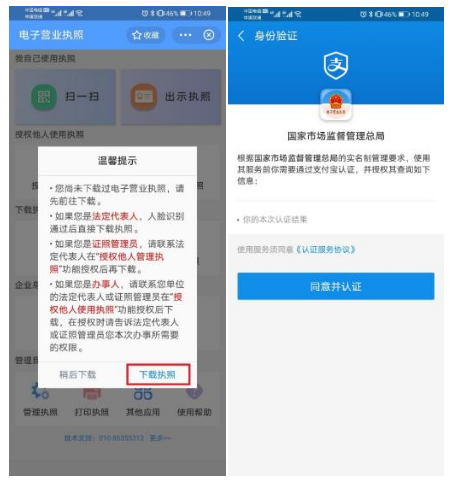 46% 10:49
电子营业执照
收藏
我自己使用执照
扫一扫
出示执照
授权他人使用执照
温馨提示
·您尚未下载过电子营业执照，请
先前往下载。
·如果您是法定代表人，人脸识别
通过后直接下载执照。
·如果您是证照管理员，请联系法
定代表人在"授权他人管理执
照"功能授权后再下载。
·如果您是办事人，请联系您单位
的法定代表人或证照管理员在"授
权他人使用执照"功能授权后下
载，在授权时请告诉法定代表人
或证照管理员您本次办事所需要
的权限。
稍后下载
下载执照
管理执照
打印执照
其他应用
使用帮助
46% 10:49
身份验证
支
电子营业执照
国家市场监督管理总局
根据国家市场监督管理总局的实名制管理要求，使用
其服务前你需要通过支付宝认证，并授权其查询如下
信息：
·你的本次认证结果
使用服务须同意《认证服务协议》
同意并认证